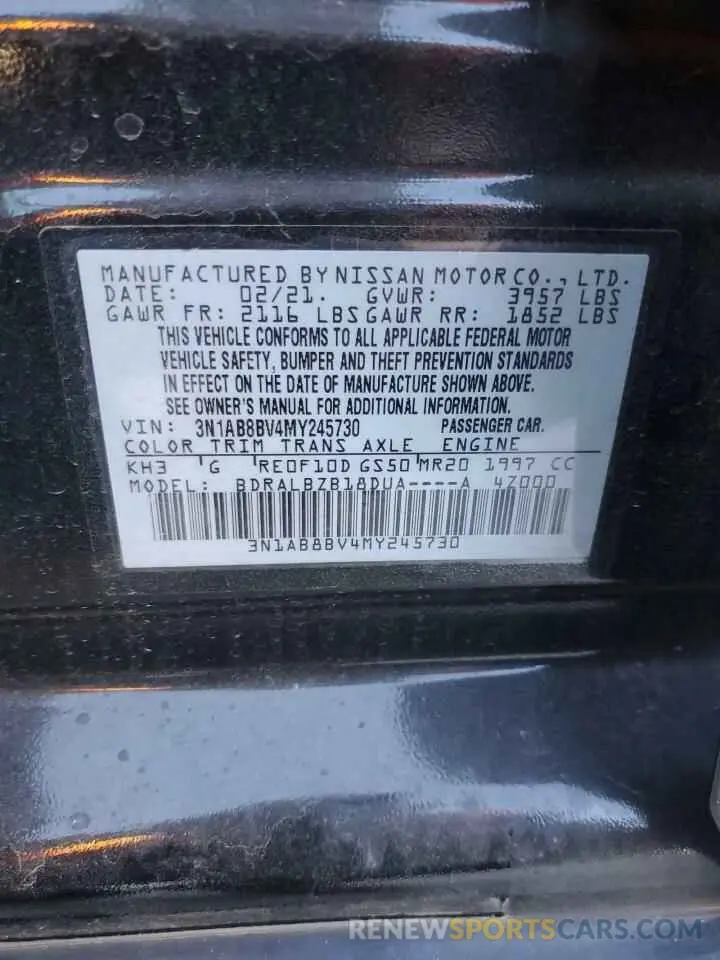 MANUFACTURED BY NISSAN MOTOR CO., LTD.
DATE: 02/21. GVWR: 3957 LBS
GAWR FR: 2116 LBS GAWR RR: 1852 LBS
THIS VEHICLE CONFORMS TO ALL APPLICABLE FEDERAL MOTOR
VEHICLE SAFETY, BUMPER AND THEFT PREVENTION STANDARDS
IN EFFECT ON THE DATE OF MANUFACTURE SHOWN ABOVE.
SEE OWNER'S MANUAL FOR ADDITIONAL INFORMATION.
VIN: 3N1AB8BV4MY245730 PASSENGER CAR.
COLOR TRIM TRANS AXLE ENGINE
KH3 G RE0F10D GS50 MR20 1997 CC
MODEL: BDRALBZB18DUA----A 4Z000
3N1AB8BV4MY245730
RENEWSPORTSCARS.COM